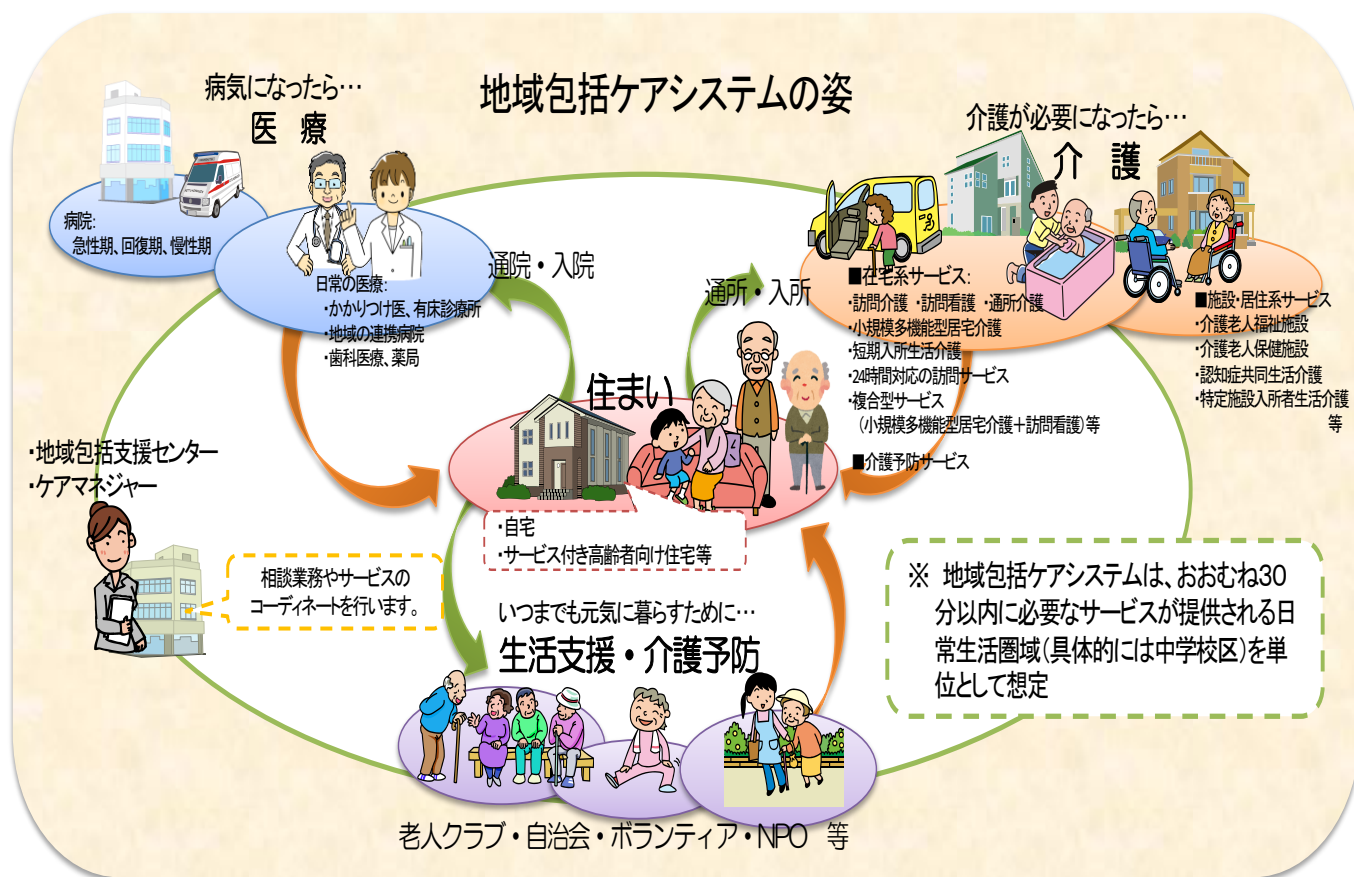 地域包括ケアシステムの姿
病気になったら…
医 療
病院:
急性期、回復期、慢性期
日常の医療:
・かかりつけ医、有床診療所
・地域の連携病院
・歯科医療、薬局
通院・入院
通所・入所
介護が必要になったら…
介 護
■在宅系サービス:
・訪問介護 ・訪問看護 ・通所介護
・小規模多機能型居宅介護
・短期入所生活介護
・24時間対応の訪問サービス
・複合型サービス
（小規模多機能型居宅介護＋訪問看護）等
■介護予防サービス
■施設・居住系サービス
・介護老人福祉施設
・介護老人保健施設
・認知症共同生活介護
・特定施設入所者生活介護
等
住まい
・自宅
・サービス付き高齢者向け住宅等
・地域包括支援センター
・ケアマネジャー
相談業務やサービスの
コーディネートを行います。
いつまでも元気に暮らすために…
生活支援・介護予防
老人クラブ・自治会・ボランティア・NPO 等
※ 地域包括ケアシステムは、おおむね30
分以内に必要なサービスが提供される日
常生活圏域（具体的には中学校区）を単
位として想定